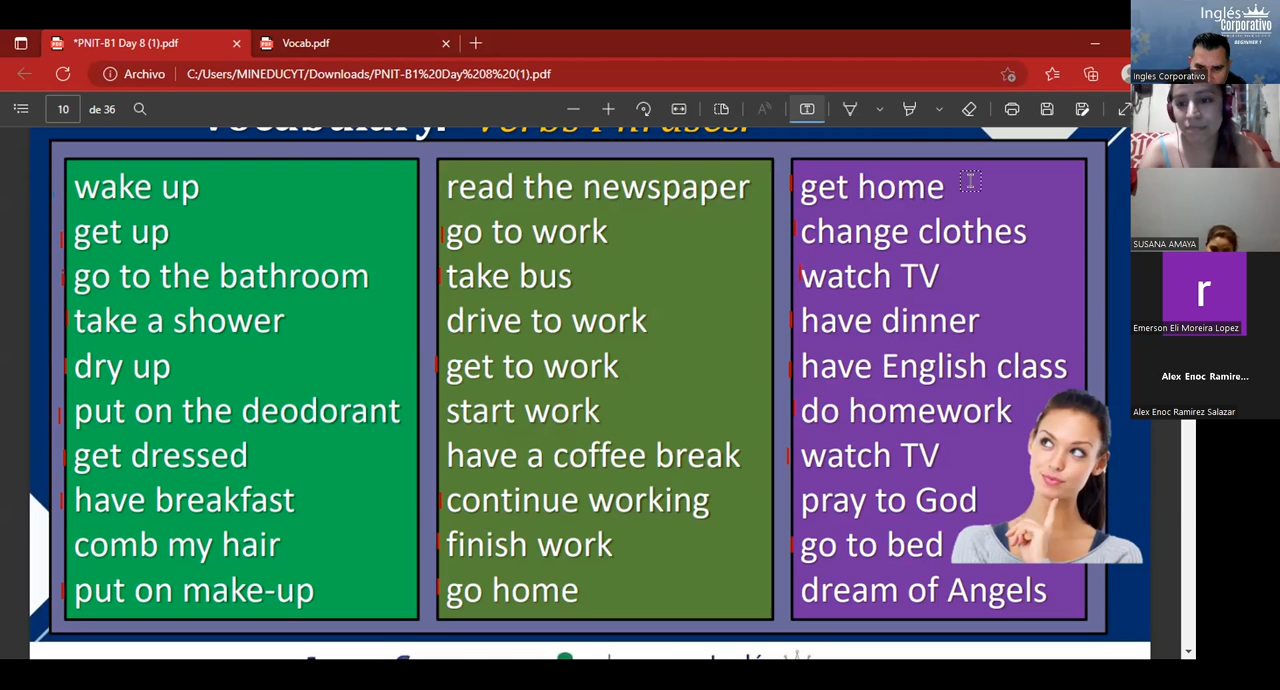 *PNIT-B1 Day 8 (1).pdf
Vocab.pdf
Archivo
C:/Users/MINEDUCYT/Downloads/PNIT-B1%20Day%208%20(1).pdf
10 de 36
Vocabulary: Verbs Phrases.
wake up
get up
go to the bathroom
take a shower
dry up
put on the deodorant
get dressed
have breakfast
comb my hair
put on make-up
read the newspaper
go to work
take bus
drive to work
get to work
start work
have a coffee break
continue working
finish work
go home
get home
change clothes
watch TV
have dinner
have English class
do homework
watch TV
pray to God
go to bed
dream of Angels
Inglés
Corporativo
BEGINNER 1
Ingles Corporativo
SUSANA AMAYA
r
Emerson Eli Moreira Lopez
Alex Enoc Ramire...
Alex Enoc Ramirez Salazar